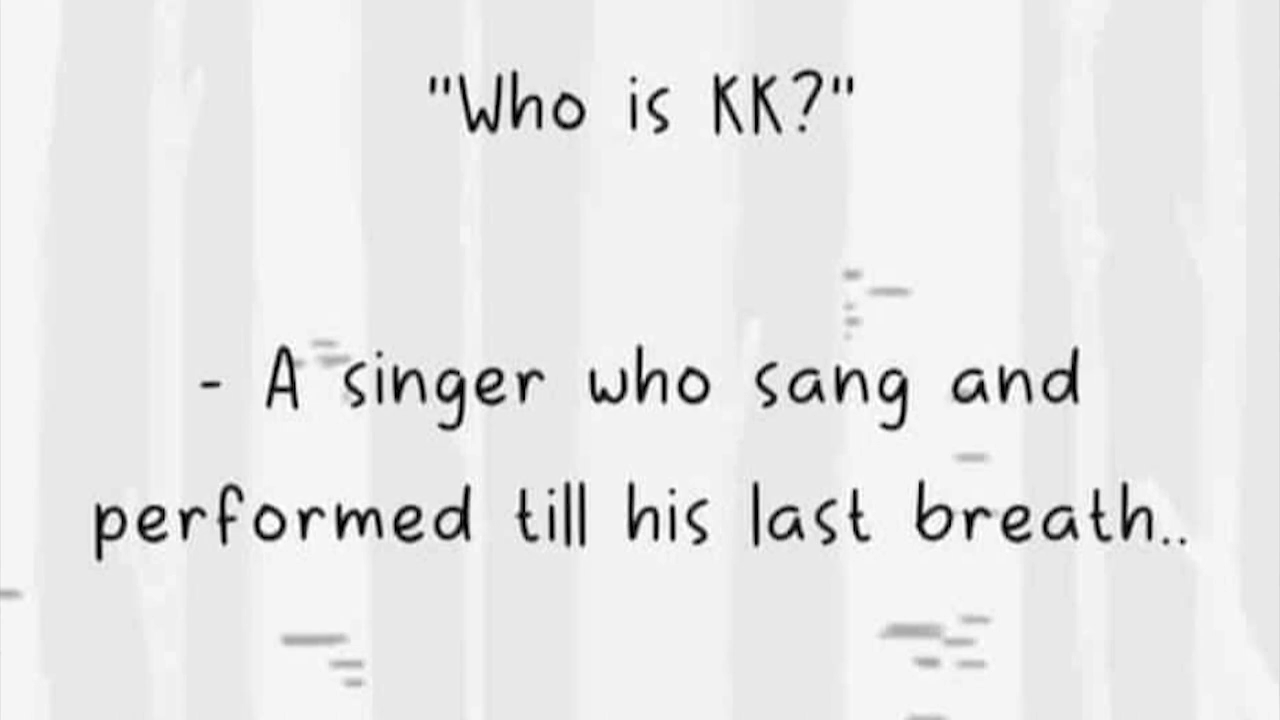 "Who is KK?"
- A singer who sang and
performed till his last breath..